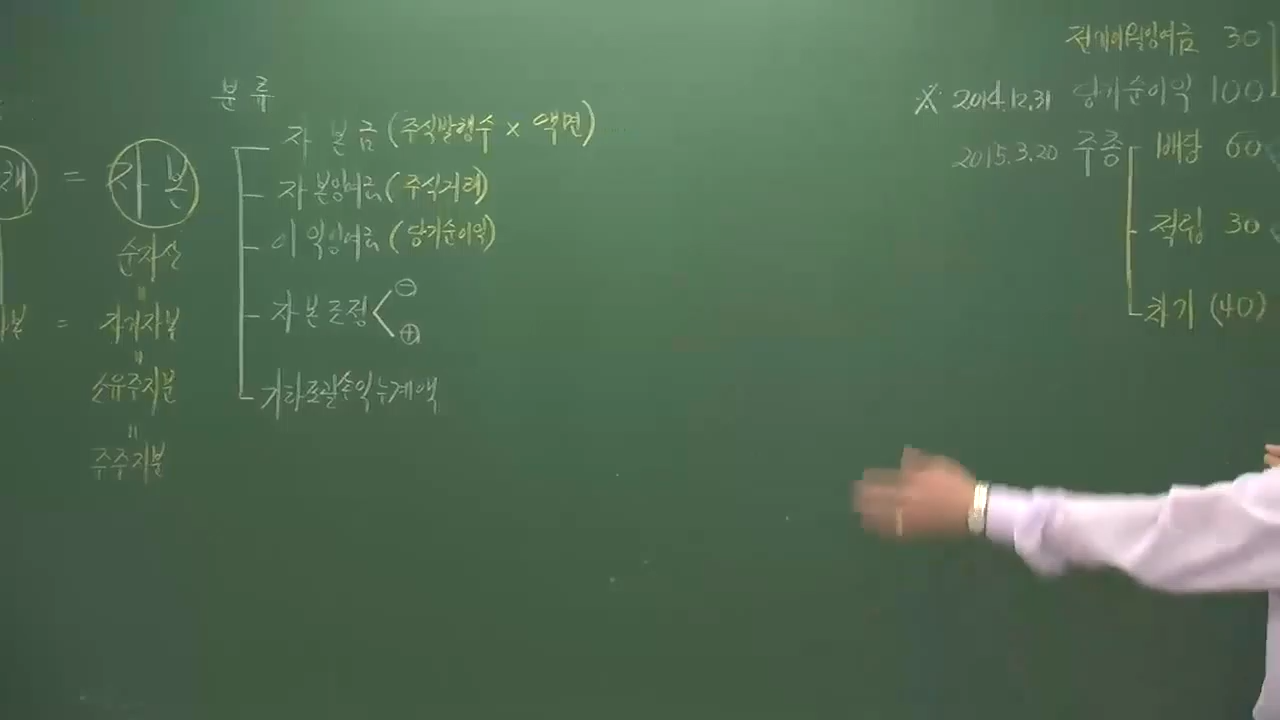 분류
자본금 (주식발행수 × 액면)
자본잉여금 (주식거래)
이익잉여금 (당기순이익)
자본조정 < ⊖
⊕
기타포괄손익누계액
채 = 자본
순자산
=
본 = 자기자본
=
소유주지분
=
주주지분
전기이월잉여금 30
※ 2014.12.31 당기순이익 100
2015.3.20 주총 배당 60
적립 30
차기 (40)